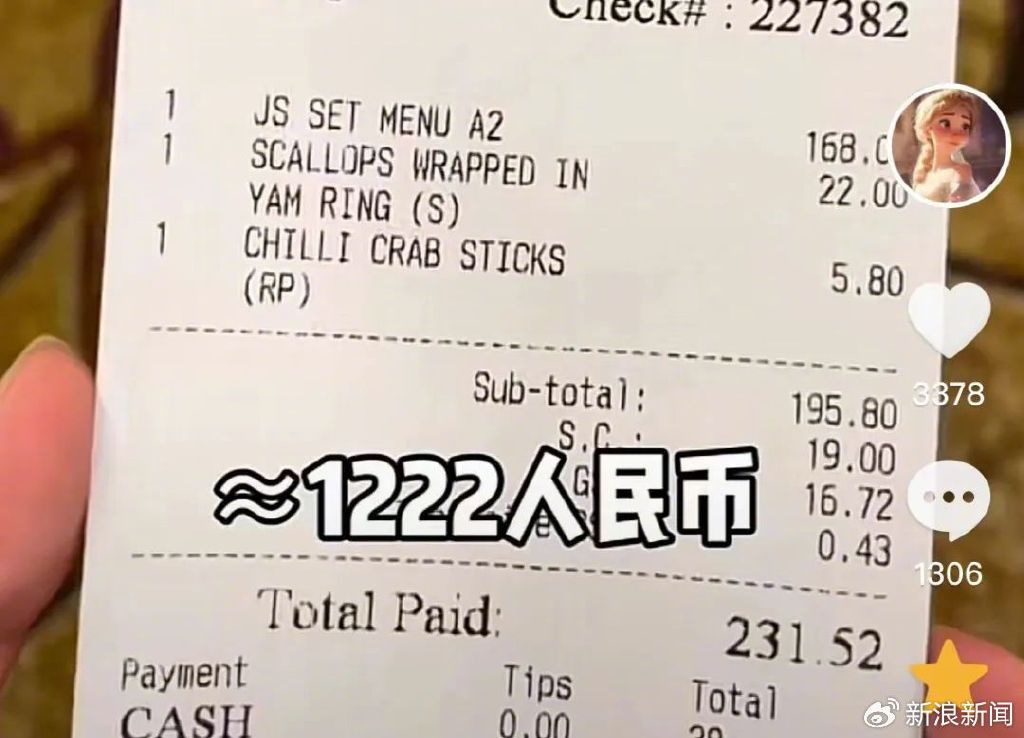 Check# : 227382
1 JS SET MENU A2 168.0
1 SCALLOPS WRAPPED IN 22.00
YAM RING (S)
1 CHILLI CRAB STICKS 5.80
(RP)
Sub-total: 195.80
S.C.: 19.00
G 16.72
0.43
≈1222人民币
Total Paid: 231.52
Payment Tips Total
CASH 0.00
3378
1306
新浪新闻